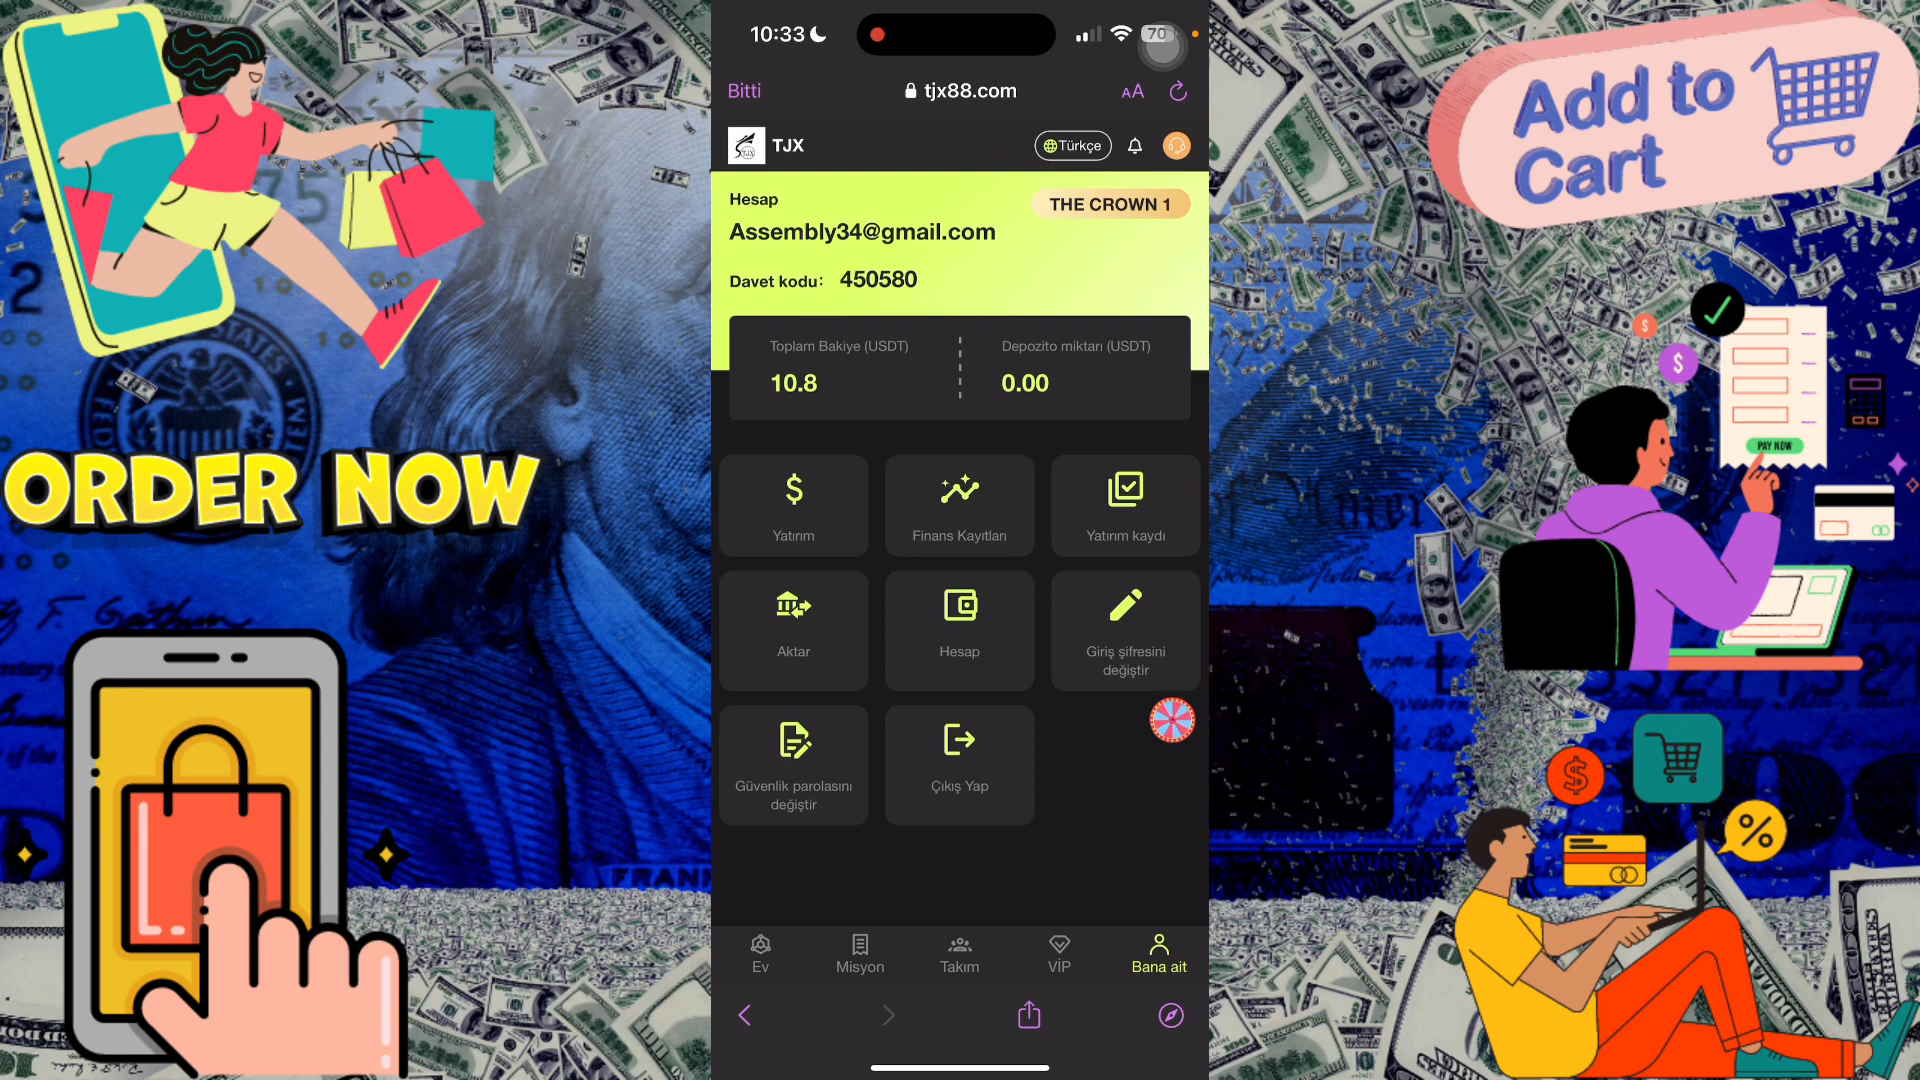 10:33
70
Bitti
tjx88.com
AA
TJX
TJX
Türkçe
Hesap
THE CROWN 1
Assembly34@gmail.com
Davet kodu: 450580
Toplam Bakiye (USDT)
Depozito miktarı (USDT)
10.8
0.00
Yatırım
Finans Kayıtları
Yatırım kaydı
Aktar
Hesap
Giriş şifresini
değiştir
Güvenlik parolasını
değiştir
Çıkış Yap
Ev
Misyon
Takım
VİP
Bana ait
ORDER NOW
Add to
Cart
$
$
PAY NOW
$
%